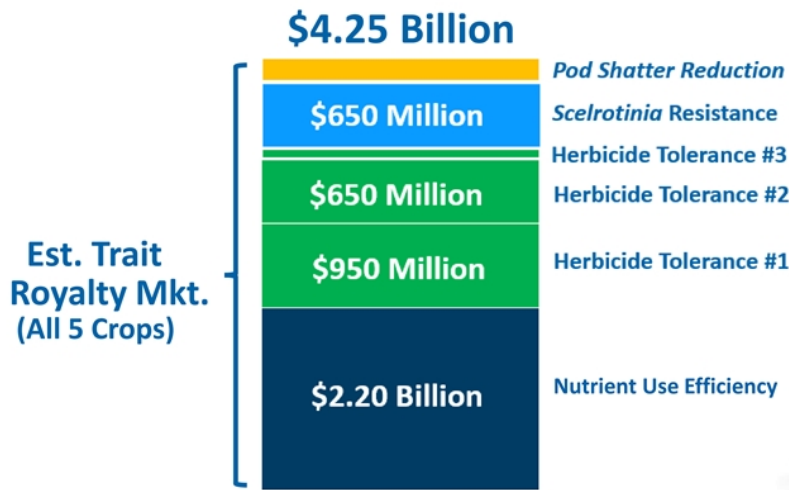 $4.25 Billion
Pod Shatter Reduction
$650 Million
Scelrotinia Resistance
Herbicide Tolerance #3
$650 Million
Herbicide Tolerance #2
Est. Trait
Royalty Mkt.
(All 5 Crops)
$950 Million
Herbicide Tolerance #1
$2.20 Billion
Nutrient Use Efficiency